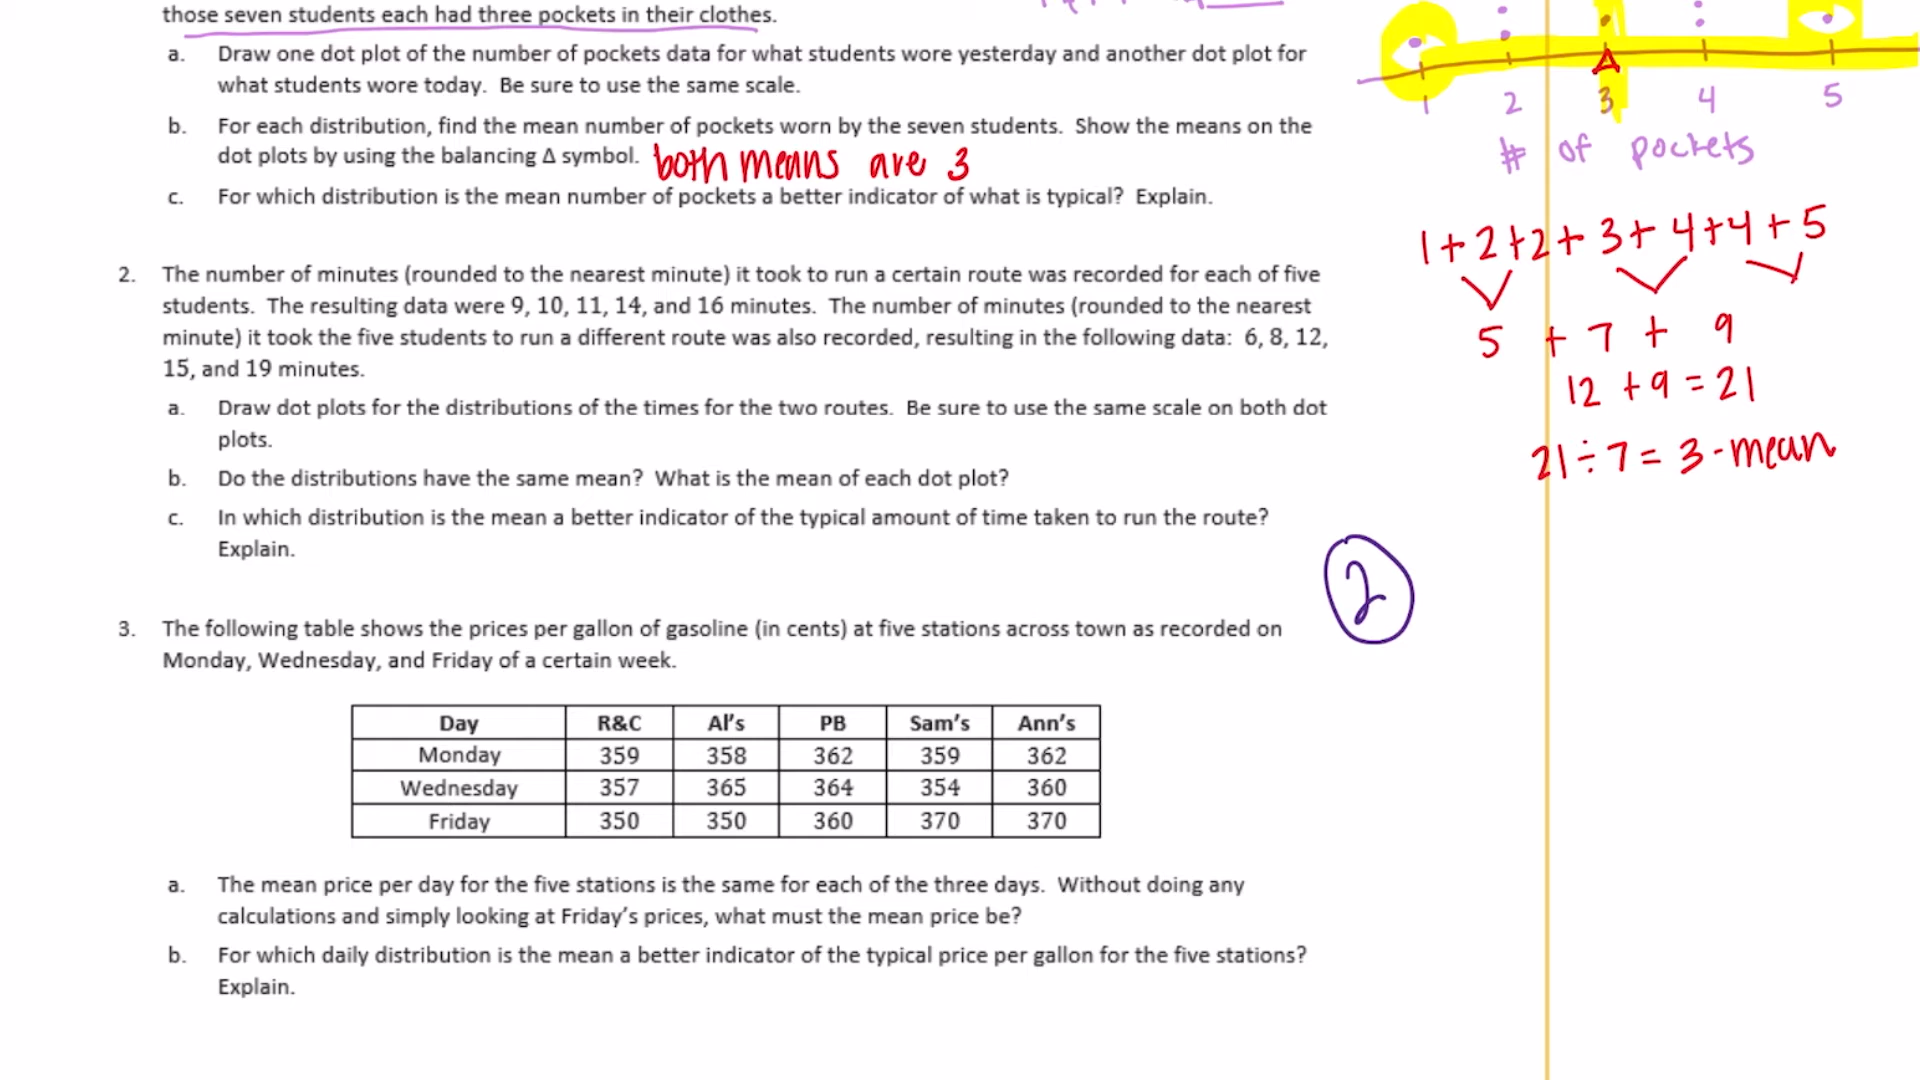 those seven students each had three pockets in their clothes.
a. Draw one dot plot of the number of pockets data for what students wore yesterday and another dot plot for
what students wore today. Be sure to use the same scale.
b. For each distribution, find the mean number of pockets worn by the seven students. Show the means on the
dot plots by using the balancing Δ symbol. both means are 3
c. For which distribution is the mean number of pockets a better indicator of what is typical? Explain.
1 2 3 4 5
# of pockets
1+2+2+3+4+4+5
5 + 7 + 9
12 + 9 = 21
21 ÷ 7 = 3 - mean
2. The number of minutes (rounded to the nearest minute) it took to run a certain route was recorded for each of five
students. The resulting data were 9, 10, 11, 14, and 16 minutes. The number of minutes (rounded to the nearest
minute) it took the five students to run a different route was also recorded, resulting in the following data: 6, 8, 12,
15, and 19 minutes.
a. Draw dot plots for the distributions of the times for the two routes. Be sure to use the same scale on both dot
plots.
b. Do the distributions have the same mean? What is the mean of each dot plot?
c. In which distribution is the mean a better indicator of the typical amount of time taken to run the route?
Explain.
2
3. The following table shows the prices per gallon of gasoline (in cents) at five stations across town as recorded on
Monday, Wednesday, and Friday of a certain week.
Day R&C Al's PB Sam's Ann's
Monday 359 358 362 359 362
Wednesday 357 365 364 354 360
Friday 350 350 360 370 370
a. The mean price per day for the five stations is the same for each of the three days. Without doing any
calculations and simply looking at Friday's prices, what must the mean price be?
b. For which daily distribution is the mean a better indicator of the typical price per gallon for the five stations?
Explain.